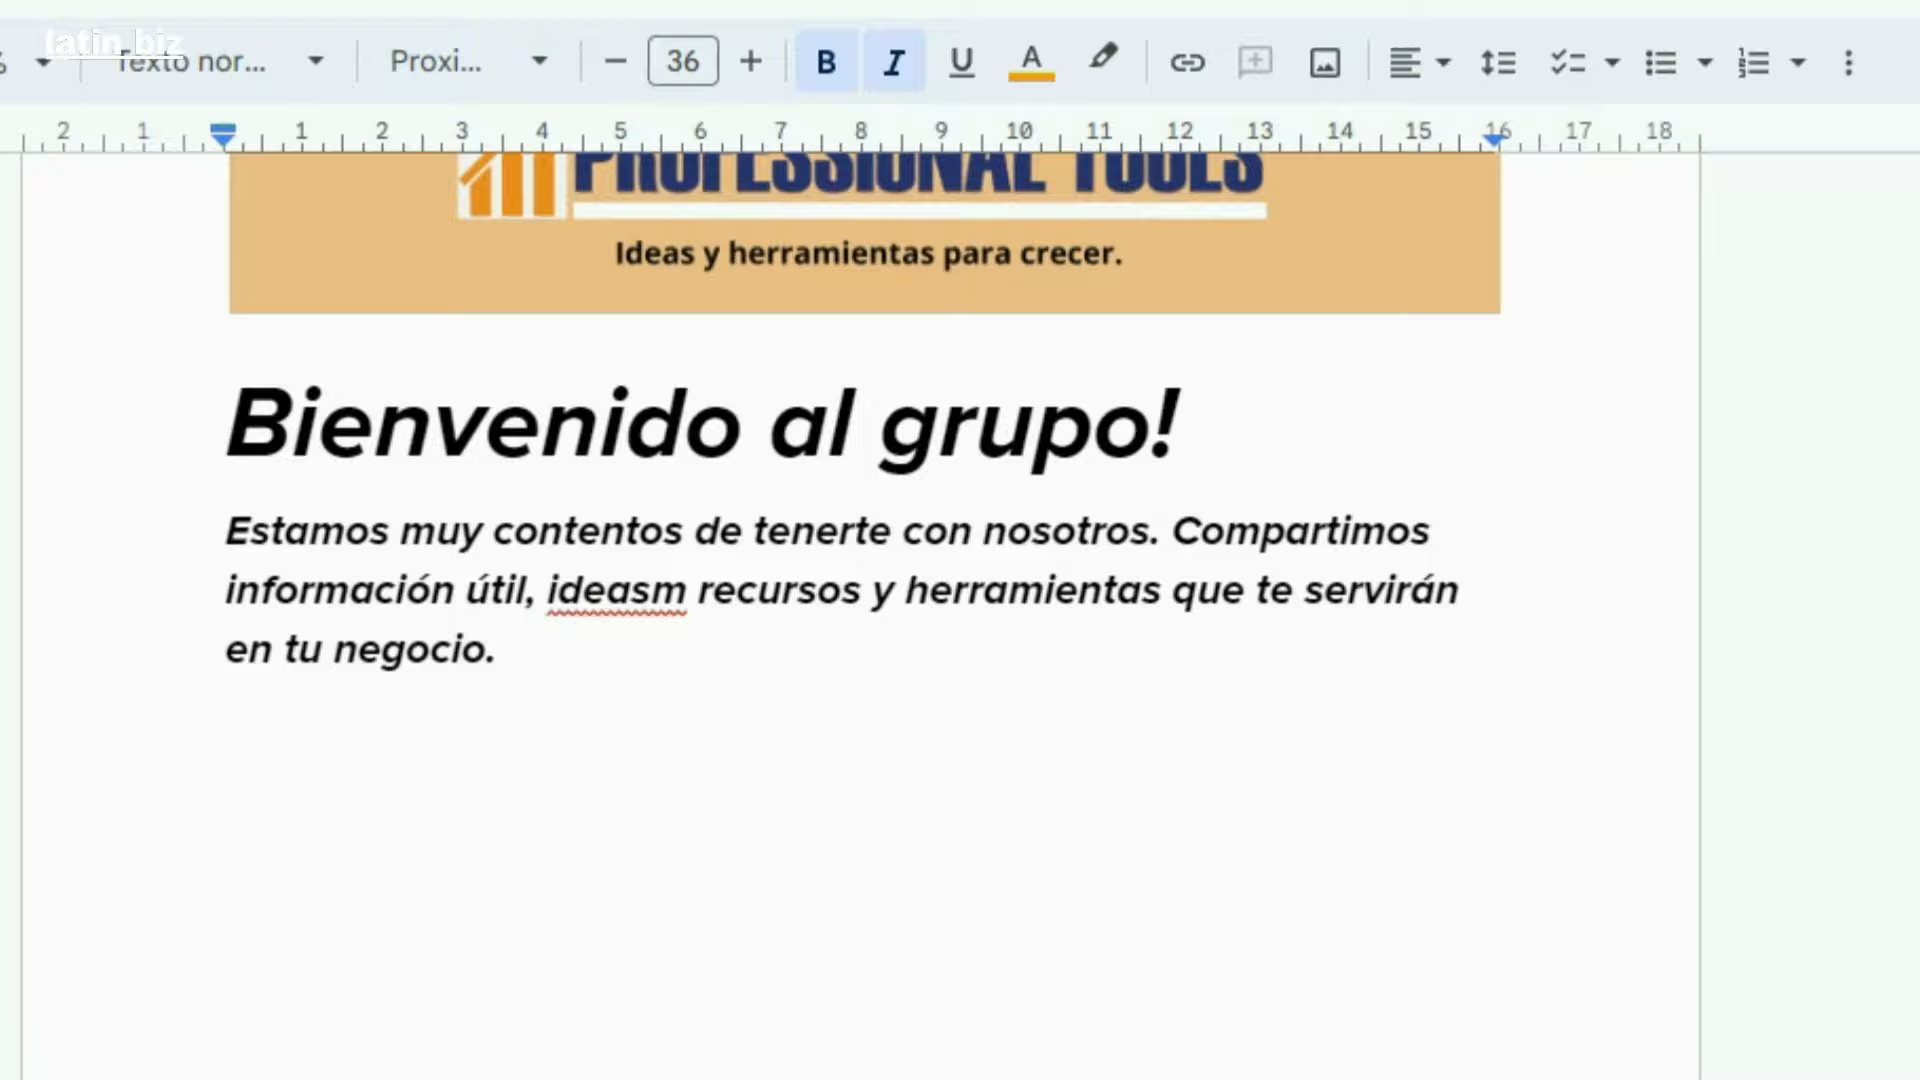 latin.biz
Texto nor... Proxi... 36 B I U A
2 1 1 2 3 4 5 6 7 8 9 10 11 12 13 14 15 16 17 18
PROFESSIONAL TOOLS
Ideas y herramientas para crecer.
Bienvenido al grupo!
Estamos muy contentos de tenerte con nosotros. Compartimos
información útil, ideasm recursos y herramientas que te servirán
en tu negocio.